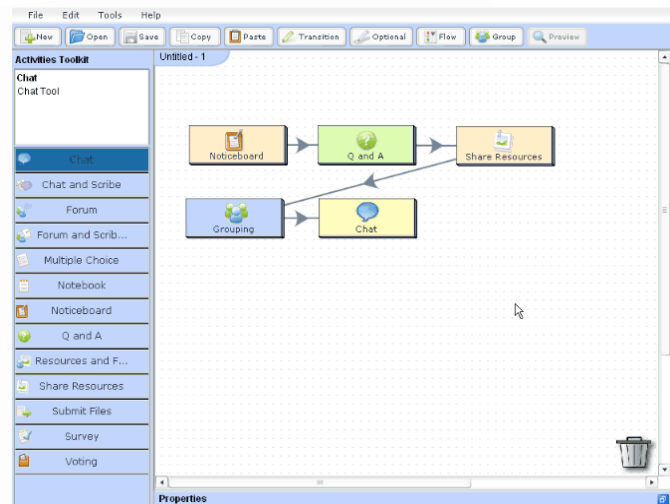 File Edit Tools Help
New Open Save Copy Paste Transition Optional Flow Group Preview
Activities Toolkit
Untitled - 1
Chat
Chat Tool
Chat
Chat and Scribe
Forum
Forum and Scrib...
Multiple Choice
Notebook
Noticeboard
Q and A
Resources and F...
Share Resources
Submit Files
Survey
Voting
Noticeboard
Q and A
Share Resources
Grouping
Chat
Properties